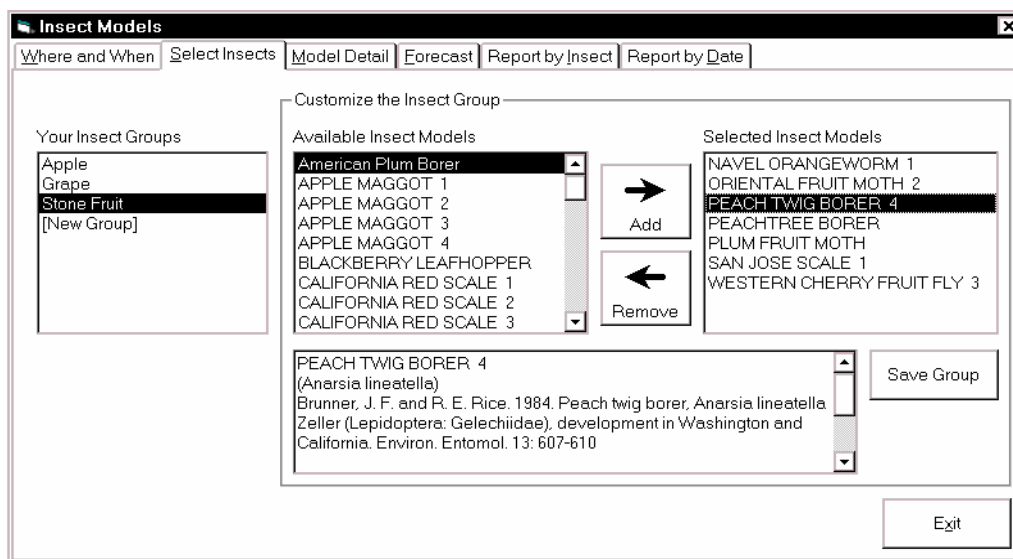 Insect Models
Where and When Select Insects Model Detail Forecast Report by Insect Report by Date
Customize the Insect Group
Your Insect Groups
Apple
Grape
Stone Fruit
[New Group]
Available Insect Models
American Plum Borer
APPLE MAGGOT 1
APPLE MAGGOT 2
APPLE MAGGOT 3
APPLE MAGGOT 4
BLACKBERRY LEAFHOPPER
CALIFORNIA RED SCALE 1
CALIFORNIA RED SCALE 2
CALIFORNIA RED SCALE 3
Add
Remove
Selected Insect Models
NAVEL ORANGEWORM 1
ORIENTAL FRUIT MOTH 2
PEACH TWIG BORER 4
PEACHTREE BORER
PLUM FRUIT MOTH
SAN JOSE SCALE 1
WESTERN CHERRY FRUIT FLY 3
PEACH TWIG BORER 4
(Anarsia lineatella)
Brunner, J. F. and R. E. Rice. 1984. Peach twig borer, Anarsia lineatella
Zeller (Lepidoptera: Gelechiidae), development in Washington and
California. Environ. Entomol. 13: 607-610
Save Group
Exit